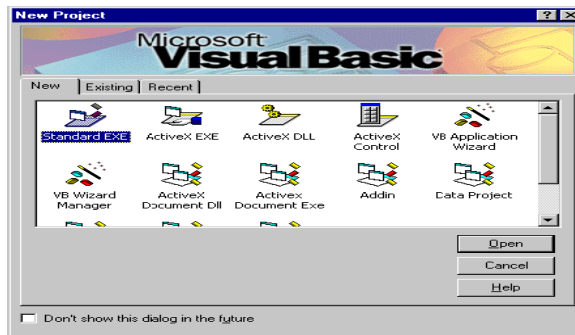 New Project
Microsoft
Visual Basic
New Existing Recent
Standard EXE ActiveX EXE ActiveX DLL ActiveX Control VB Application Wizard
VB Wizard Manager ActiveX Document Dll Activex Document Exe Addin Data Project
Open
Cancel
Help
Don't show this dialog in the future